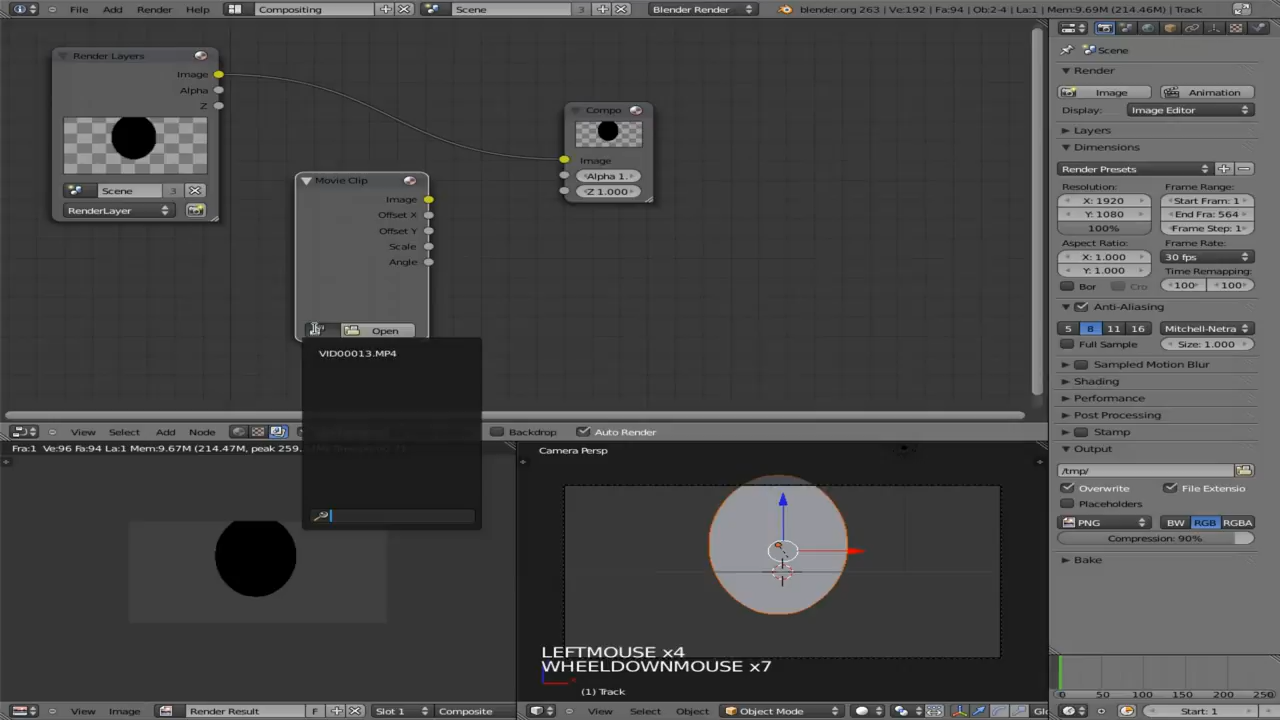 File Add Render Help Compositing Scene 3 Blender Render blender.org 263 | Ve:192 | Fa:94 | Ob:2-4 | La:1 | Mem:9.69M (214.46M) | Track
Render Layers
Image
Alpha
Z
Scene 3
RenderLayer
Movie Clip
Image
Offset X
Offset Y
Scale
Angle
Open
VID00013.MP4
Compo
Image
Alpha 1.
Z 1.000
View Select Add Node Backdrop Auto Render
Fra:1 Ve:96 Fa:94 La:1 Mem:9.67M (214.47M, peak 259.
Camera Persp
LEFTMOUSE x4
WHEELDOWNMOUSE x7
(1) Track
View Image Render Result F Slot 1 Composite
View Select Object Object Mode Glo
Scene
Render
Image Animation
Display: Image Editor
Layers
Dimensions
Render Presets
Resolution: Frame Range:
X: 1920 Start Fram: 1
Y: 1080 End Fra: 564
100% Frame Step: 1
Aspect Ratio: Frame Rate:
X: 1.000 30 fps
Y: 1.000 Time Remapping:
Bor Cro 100 100
Anti-Aliasing
5 8 11 16 Mitchell-Netra
Full Sample Size: 1.000
Sampled Motion Blur
Shading
Performance
Post Processing
Stamp
Output
/tmp/
Overwrite File Extensio
Placeholders
PNG BW RGB RGBA
Compression: 90%
Bake
0 50 100 150 200 250
Start: 1